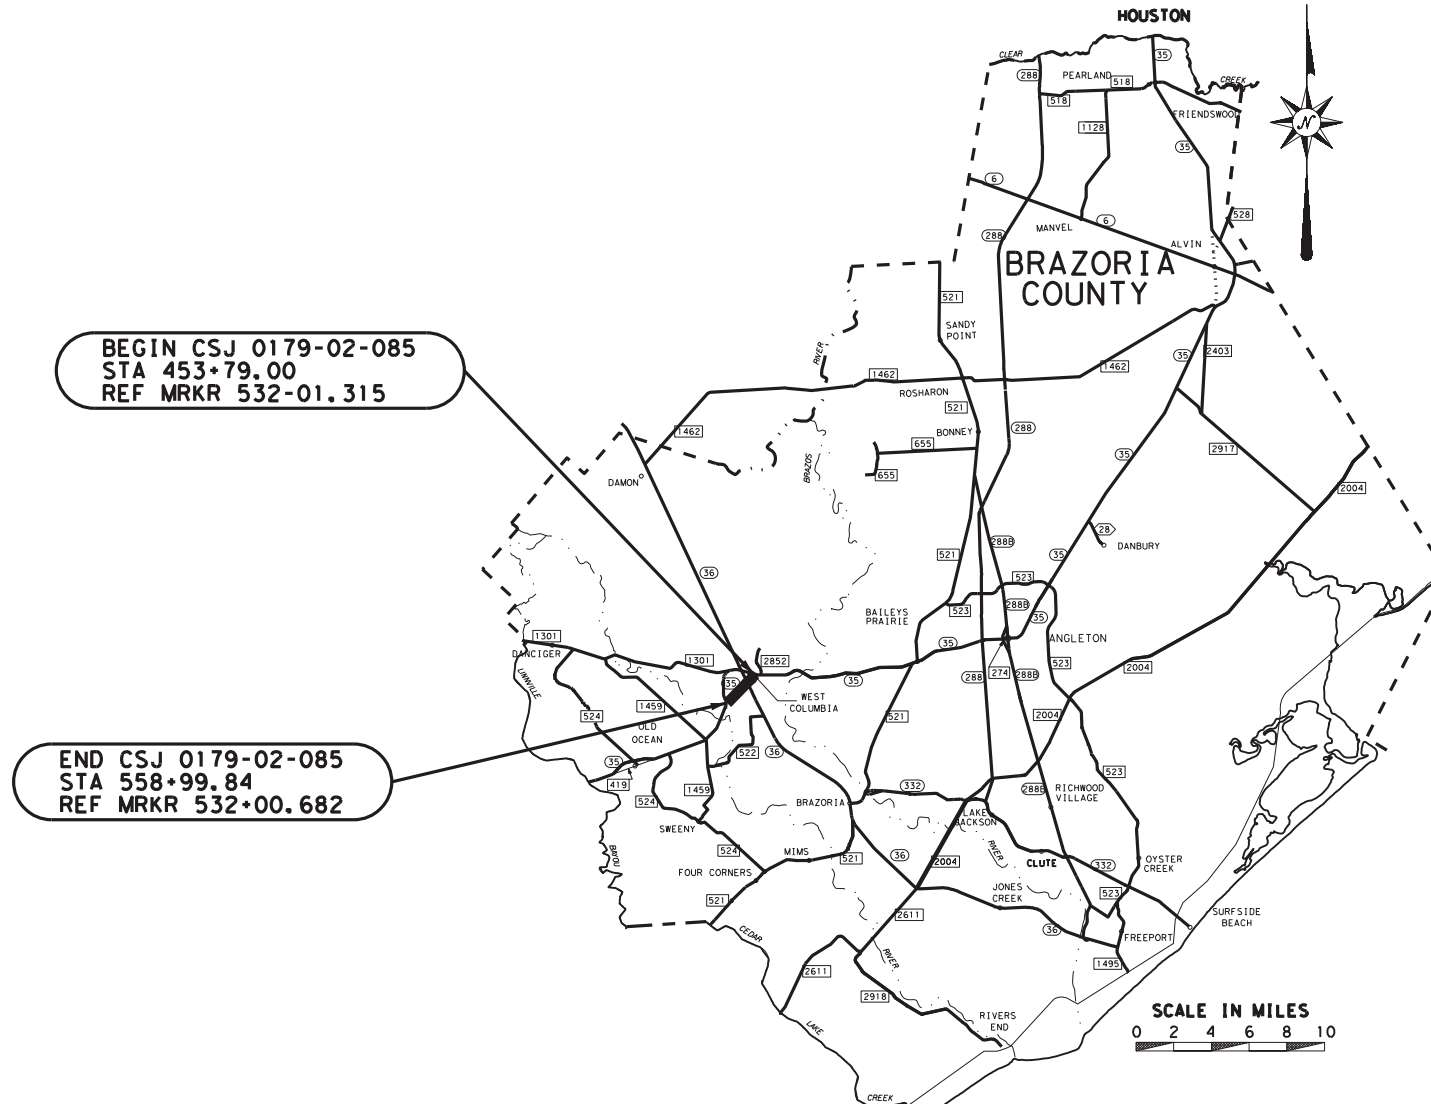 HOUSTON
CLEAR
35
288
PEARLAND
518
CREEK
518
FRIENDSWOOD
1128
35
N
6
528
6
MANVEL
288
ALVIN
BRAZORIA
COUNTY
521
SANDY
POINT
BEGIN CSJ 0179-02-085
STA 453+79.00
REF MRKR 532-01.315
RIVER
35
2403
1462
1462
ROSHARON
521
1462
BONNEY
288
655
35
2917
BRAZOS
655
DAMON
2004
28
288B
DANBURY
521
35
36
523
288B
523
BAILEYS
PRAIRIE
35
1301
35
ANGLETON
DANCIGER
1301
2852
523
2004
274
288
288B
35
35
LINNVILLE
WEST
COLUMBIA
1459
524
521
2004
OLD
OCEAN
522
36
END CSJ 0179-02-085
STA 558+99.84
REF MRKR 532+00.682
35
523
419
1459
332
288B
RICHWOOD
VILLAGE
524
BRAZORIA
LAKE
JACKSON
SWEENY
RIVER
BAYOU
524
MIMS
521
36
2004
CLUTE
332
OYSTER
CREEK
FOUR CORNERS
JONES
CREEK
523
521
2611
SURFSIDE
BEACH
CEDAR
36
FREEPORT
RIVER
1495
2611
2918
RIVERS
END
LAKE
SCALE IN MILES
0 2 4 6 8 10
CREEK